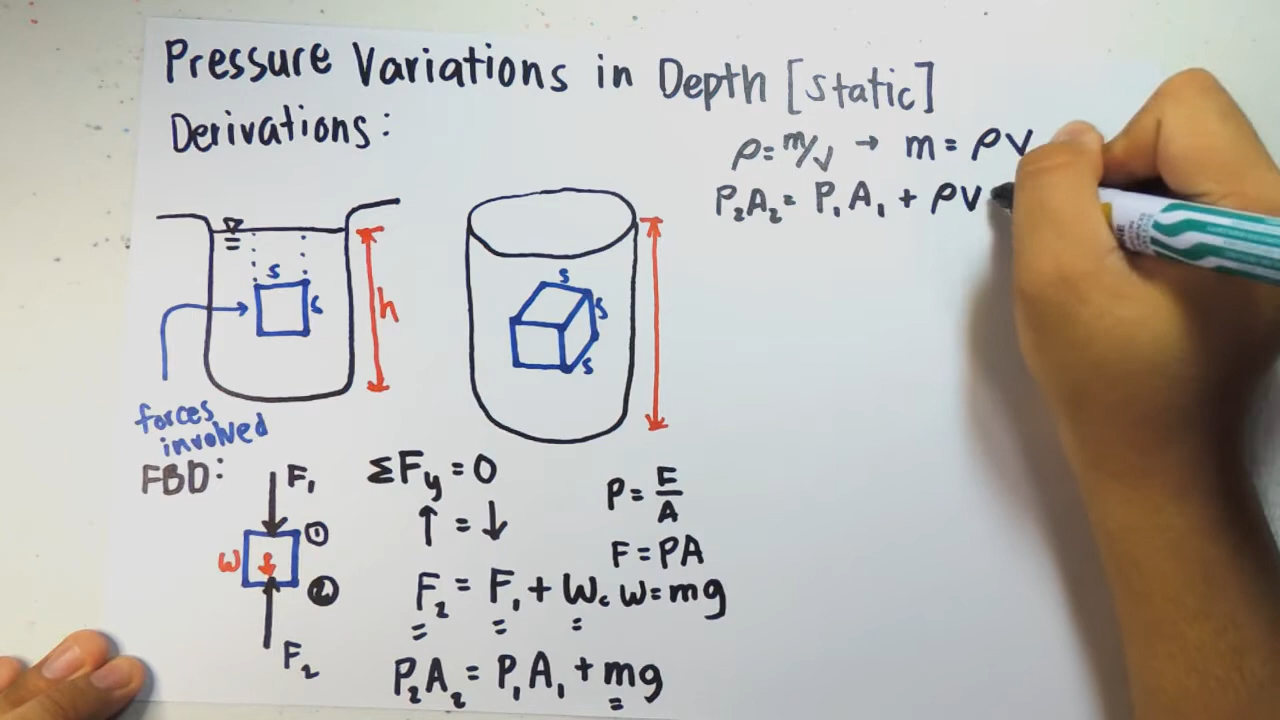 Pressure Variations in Depth [static]
Derivations:
ρ = m/V → m = ρV
P₂A₂ = P₁A₁ + ρV
s
s
h
s
s
s
forces
involved
FBD:
F₁
①
W
②
F₂
ΣFy = 0
↑ = ↓
F₂ = F₁ + Wc
P₂A₂ = P₁A₁ + mg
P = F/A
F = PA
W = mg